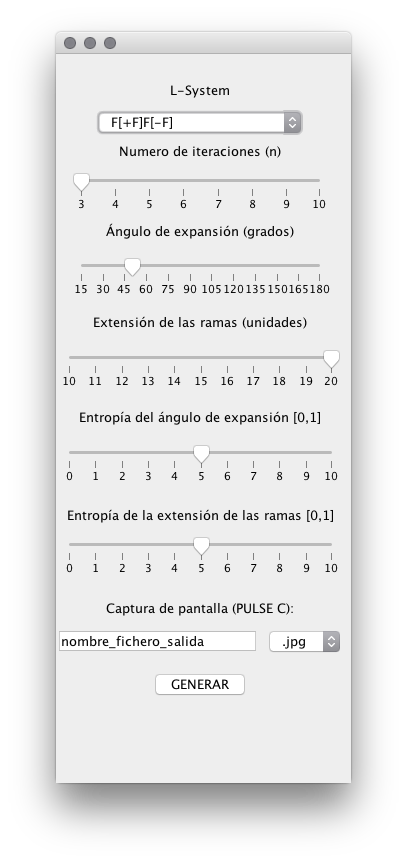 L-System
F[+F]F[-F]
Numero de iteraciones (n)
3 4 5 6 7 8 9 10
Ángulo de expansión (grados)
15 30 45 60 75 90 105 120 135 150 165 180
Extensión de las ramas (unidades)
10 11 12 13 14 15 16 17 18 19 20
Entropía del ángulo de expansión [0,1]
0 1 2 3 4 5 6 7 8 9 10
Entropía de la extensión de las ramas [0,1]
0 1 2 3 4 5 6 7 8 9 10
Captura de pantalla (PULSE C):
nombre_fichero_salida .jpg
GENERAR